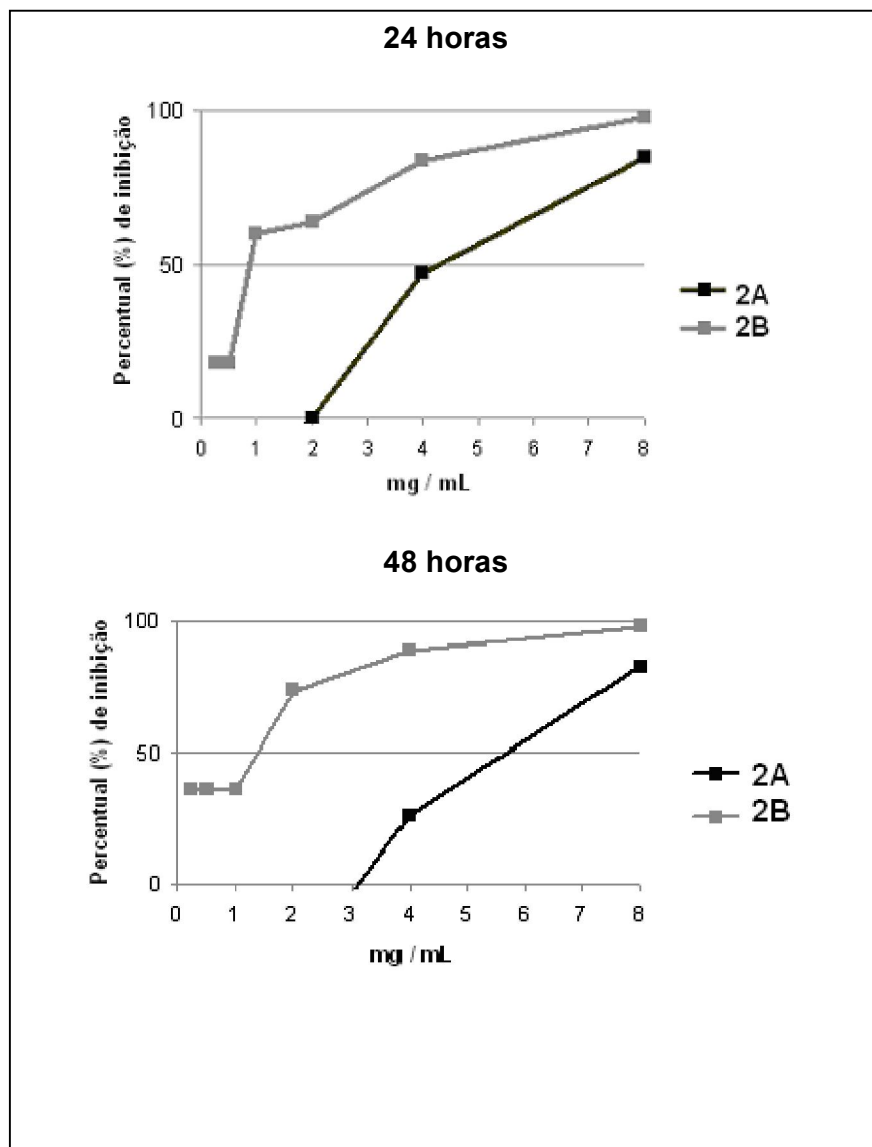 24 horas
Percentual (%) de inibição
100
50
0
0 1 2 3 4 5 6 7 8
mg / mL
2A
2B
48 horas
Percentual (%) de inibição
100
50
0
0 1 2 3 4 5 6 7 8
mg / mL
2A
2B